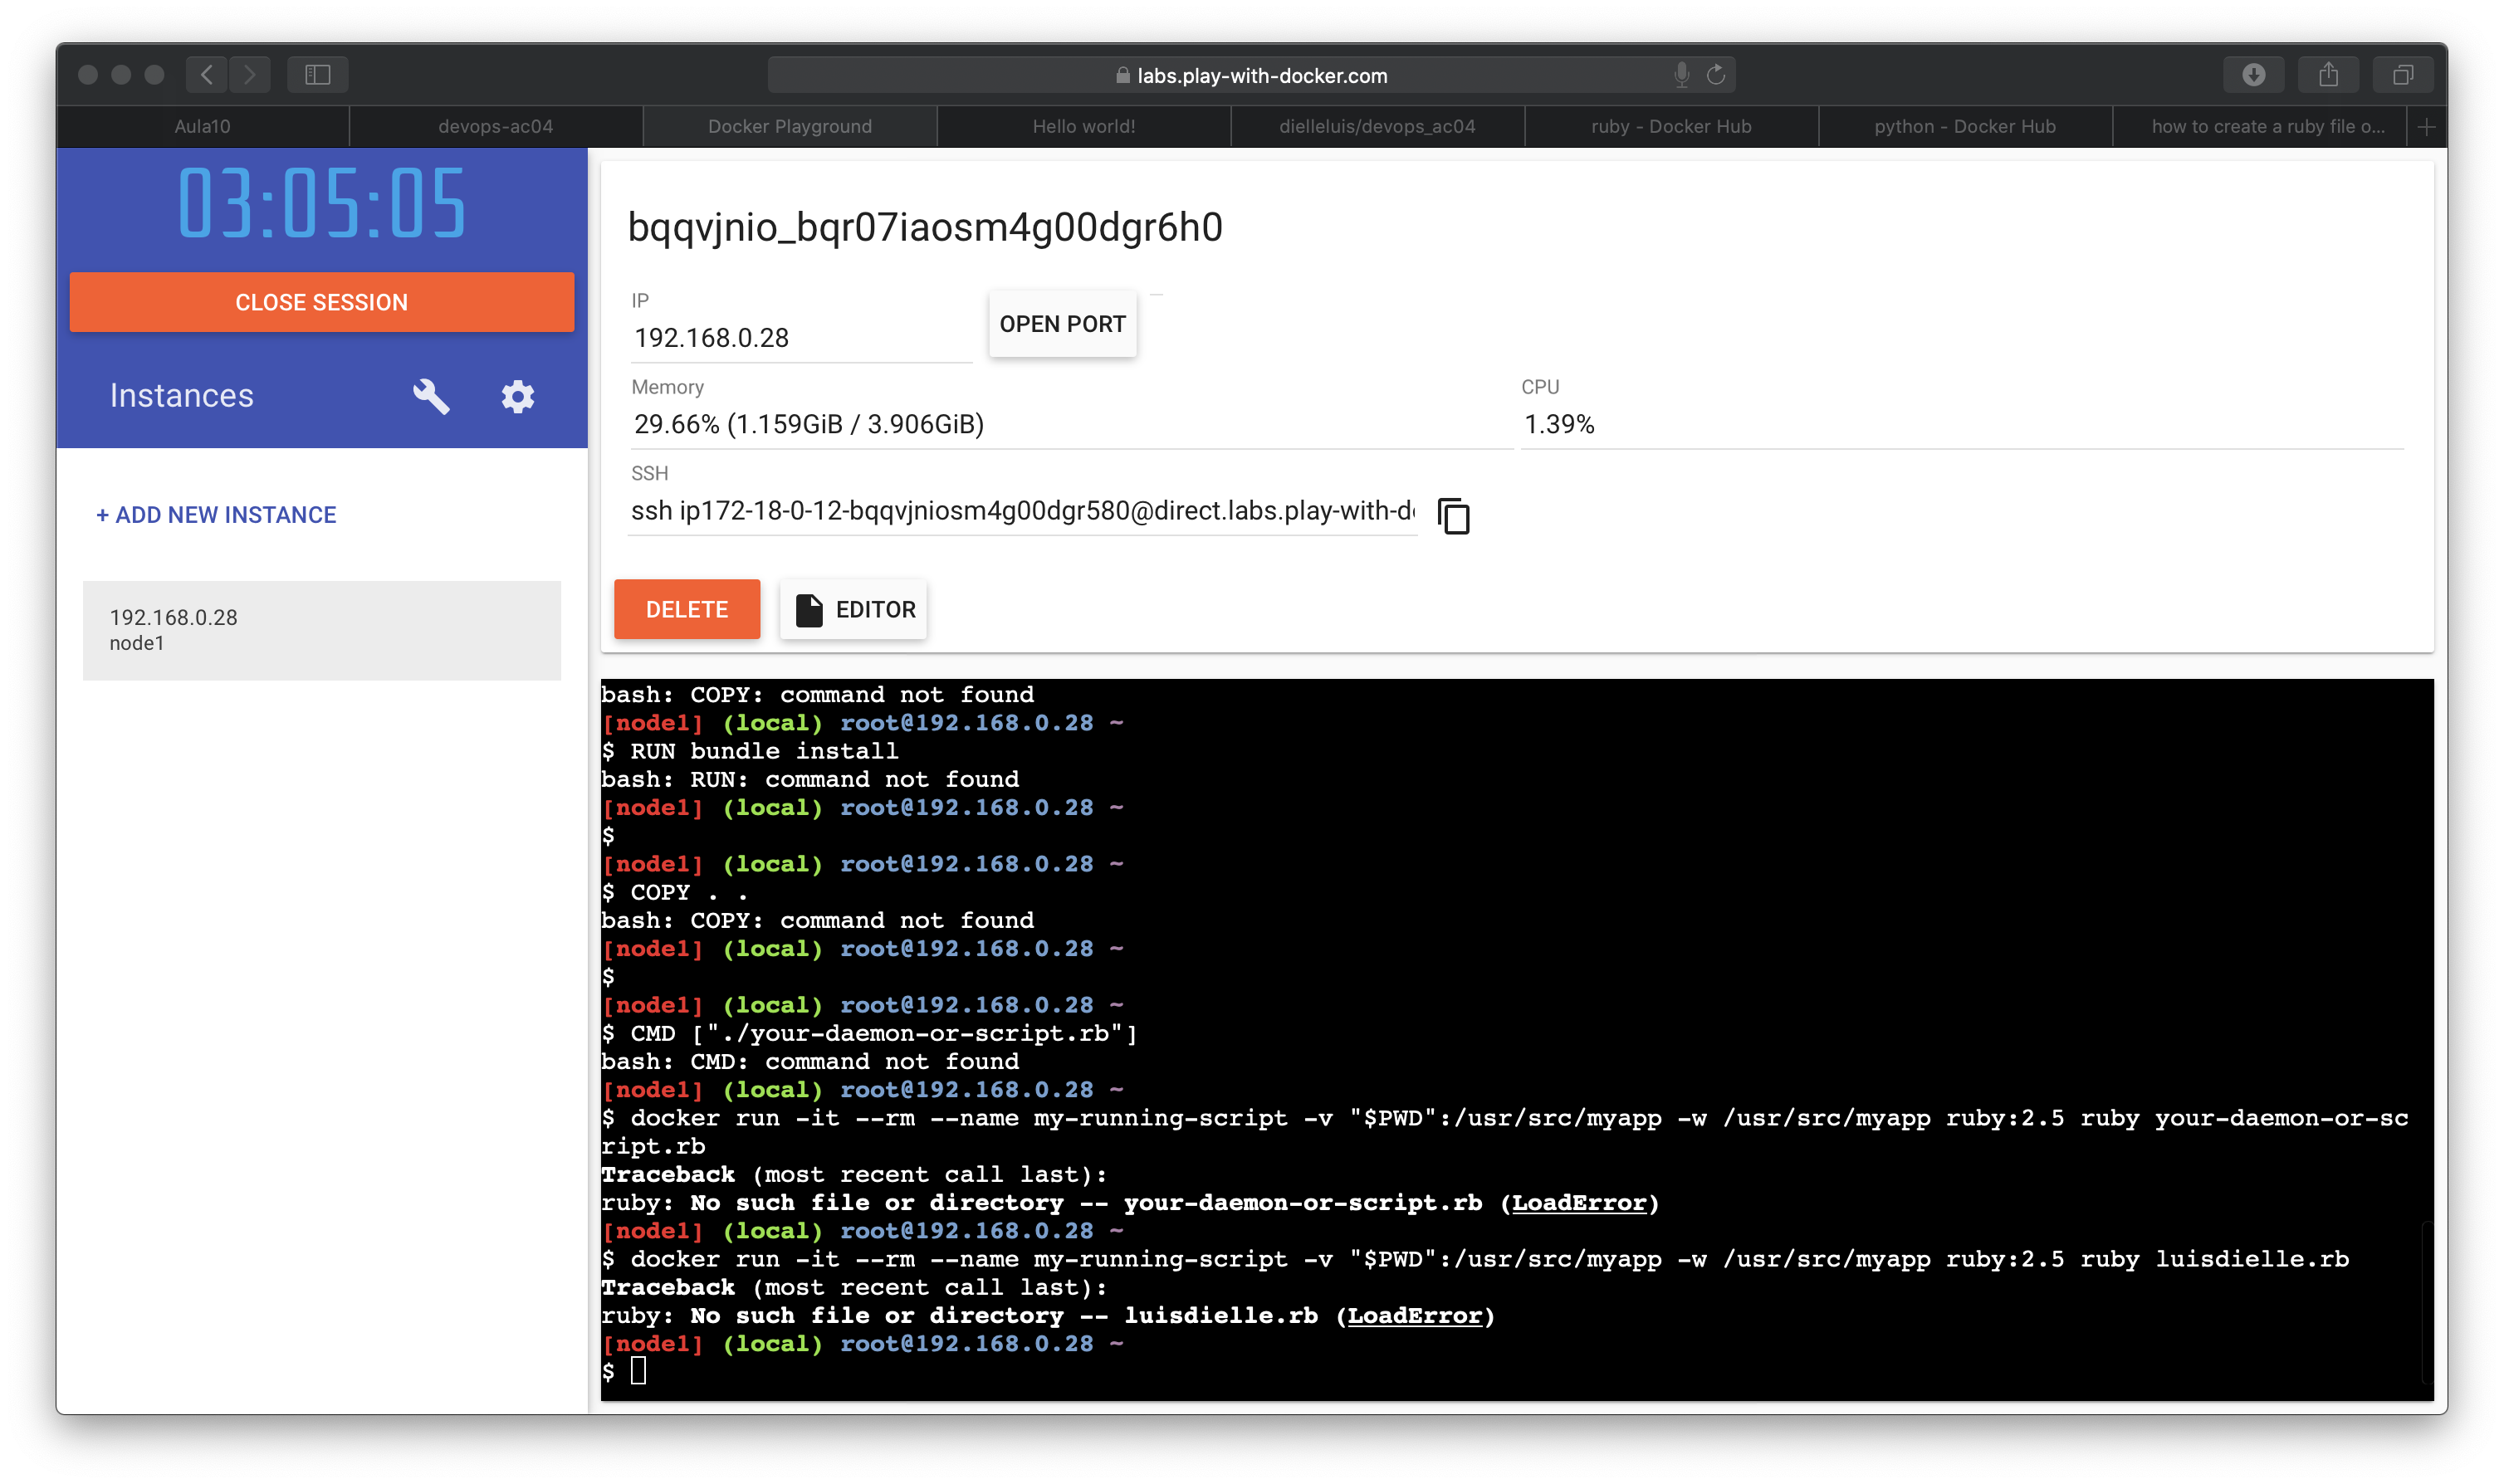 labs.play-with-docker.com
Aula10
devops-ac04
Docker Playground
Hello world!
dielleluis/devops_ac04
ruby - Docker Hub
python - Docker Hub
how to create a ruby file o...
03:05:05
CLOSE SESSION
Instances
+ ADD NEW INSTANCE
192.168.0.28
node1
bqqvjnio_bqr07iaosm4g00dgr6h0
IP
192.168.0.28
OPEN PORT
Memory
29.66% (1.159GiB / 3.906GiB)
CPU
1.39%
SSH
ssh ip172-18-0-12-bqqvjniosm4g00dgr580@direct.labs.play-with-d
DELETE
EDITOR
bash: COPY: command not found
[node1] (local) root@192.168.0.28 ~
$ RUN bundle install
bash: RUN: command not found
[node1] (local) root@192.168.0.28 ~
$
[node1] (local) root@192.168.0.28 ~
$ COPY . .
bash: COPY: command not found
[node1] (local) root@192.168.0.28 ~
$
[node1] (local) root@192.168.0.28 ~
$ CMD ["./your-daemon-or-script.rb"]
bash: CMD: command not found
[node1] (local) root@192.168.0.28 ~
$ docker run -it --rm --name my-running-script -v "$PWD":/usr/src/myapp -w /usr/src/myapp ruby:2.5 ruby your-daemon-or-sc
ript.rb
Traceback (most recent call last):
ruby: No such file or directory -- your-daemon-or-script.rb (LoadError)
[node1] (local) root@192.168.0.28 ~
$ docker run -it --rm --name my-running-script -v "$PWD":/usr/src/myapp -w /usr/src/myapp ruby:2.5 ruby luisdielle.rb
Traceback (most recent call last):
ruby: No such file or directory -- luisdielle.rb (LoadError)
[node1] (local) root@192.168.0.28 ~
$